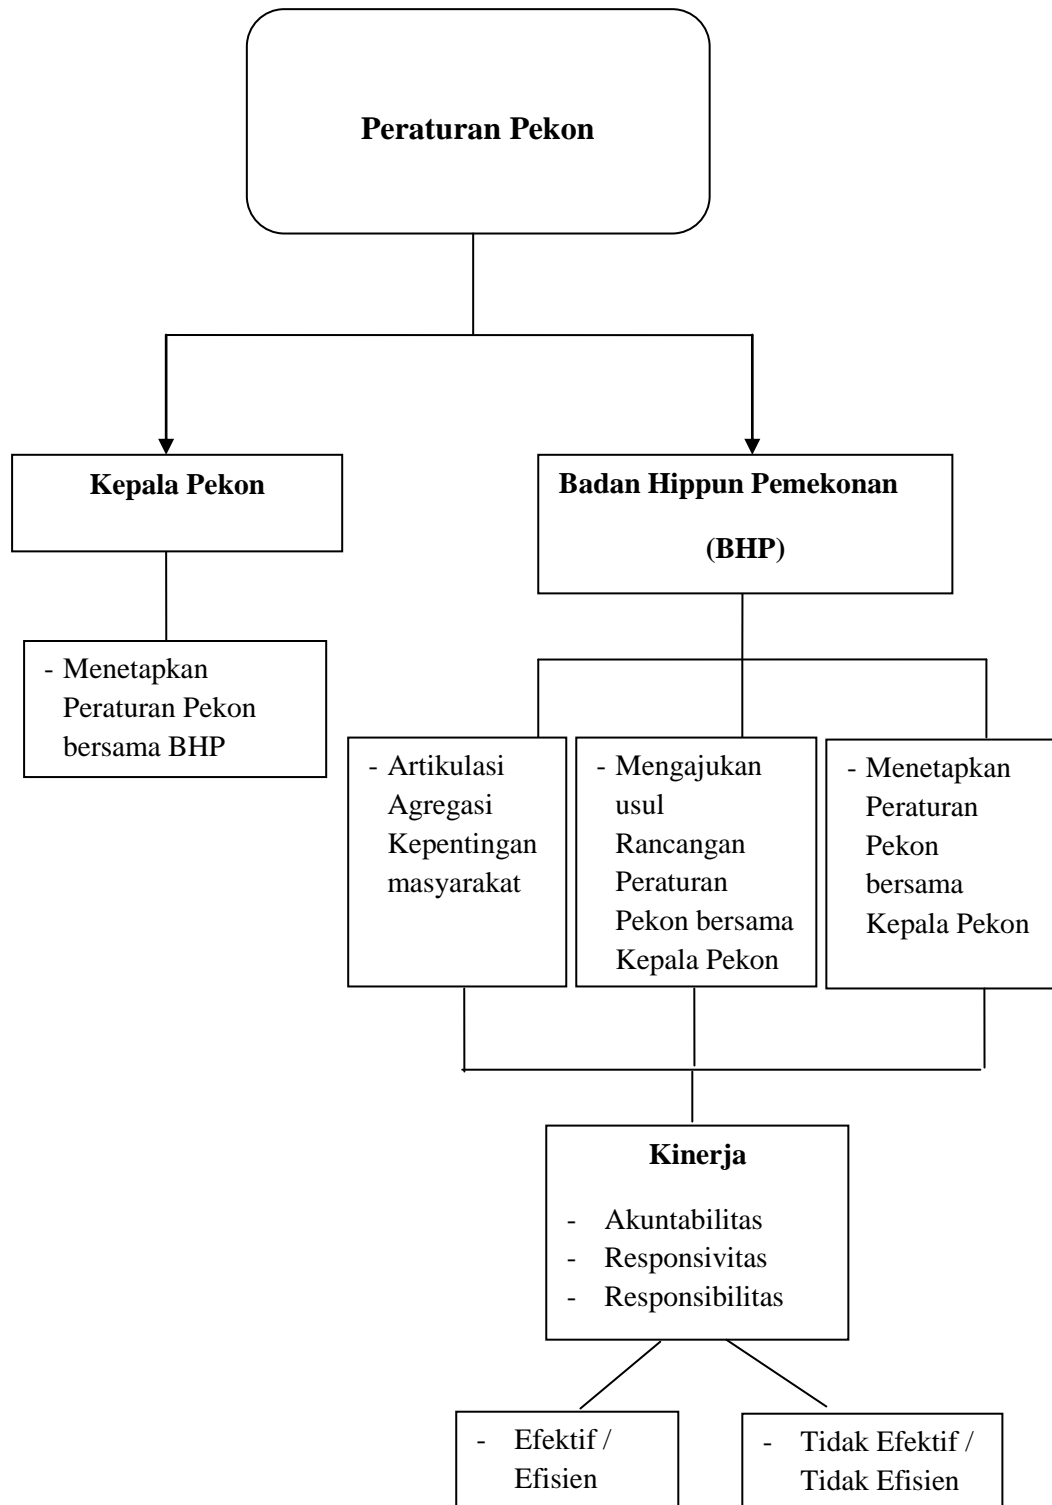 Peraturan Pekon
Kepala Pekon
Badan Hippun Pemekonan
(BHP)
- Menetapkan
Peraturan Pekon
bersama BHP
- Artikulasi
Agregasi
Kepentingan
masyarakat
- Mengajukan
usul
Rancangan
Peraturan
Pekon bersama
Kepala Pekon
- Menetapkan
Peraturan
Pekon
bersama
Kepala Pekon
Kinerja
- Akuntabilitas
- Responsivitas
- Responsibilitas
- Efektif /
Efisien
- Tidak Efektif /
Tidak Efisien